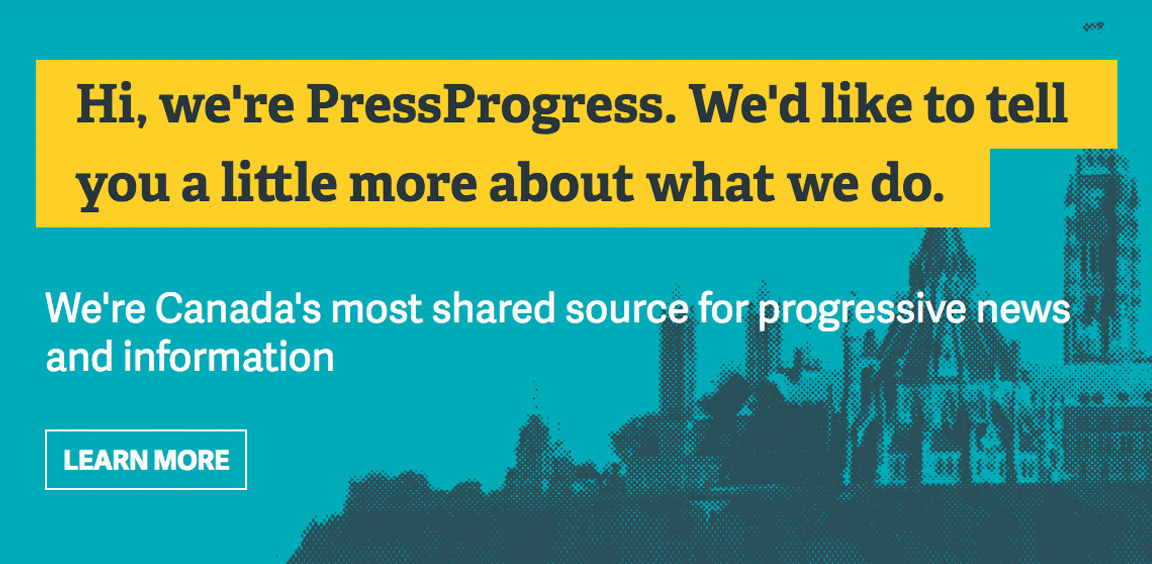 Hi, we're PressProgress. We'd like to tell
you a little more about what we do.
We're Canada's most shared source for progressive news
and information
LEARN MORE